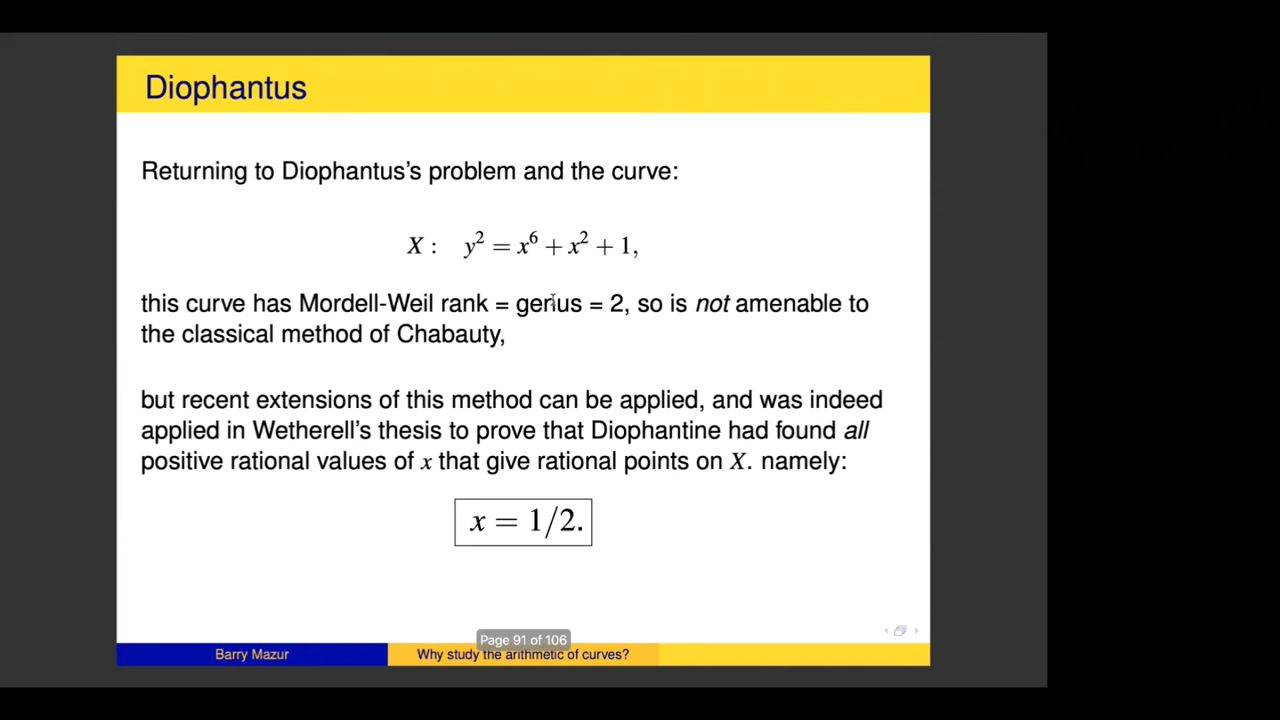 Diophantus
Returning to Diophantus's problem and the curve:
X : y² = x⁶ + x² + 1,
this curve has Mordell-Weil rank = genus = 2, so is not amenable to
the classical method of Chabauty,
but recent extensions of this method can be applied, and was indeed
applied in Wetherell's thesis to prove that Diophantine had found all
positive rational values of x that give rational points on X. namely:
x = 1/2.
Page 91 of 106
Barry Mazur
Why study the arithmetic of curves?